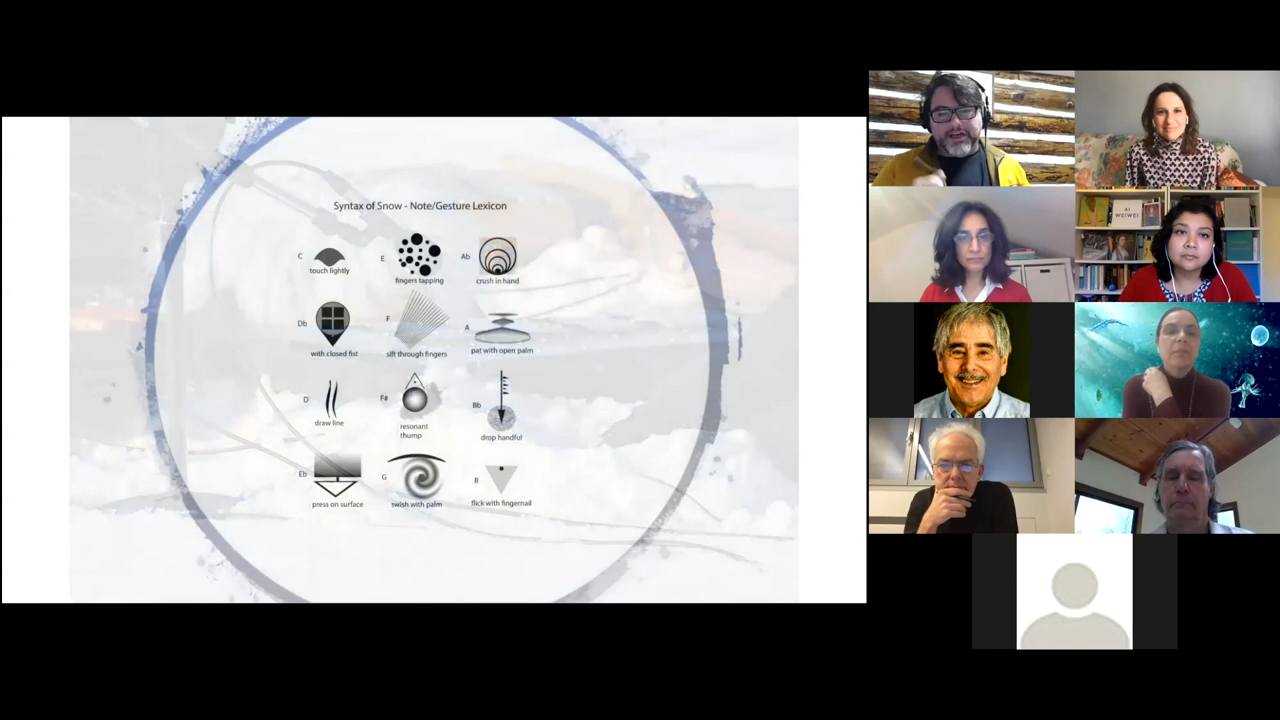 Syntax of Snow - Note/Gesture Lexicon
C
touch lightly
E
fingers tapping
Ab
crush in hand
Db
with closed fist
F
sift through fingers
A
pat with open palm
D
draw line
F#
resonant
thump
Bb
drop handful
Eb
press on surface
G
swish with palm
B
flick with fingernail
AI
WEIWEI